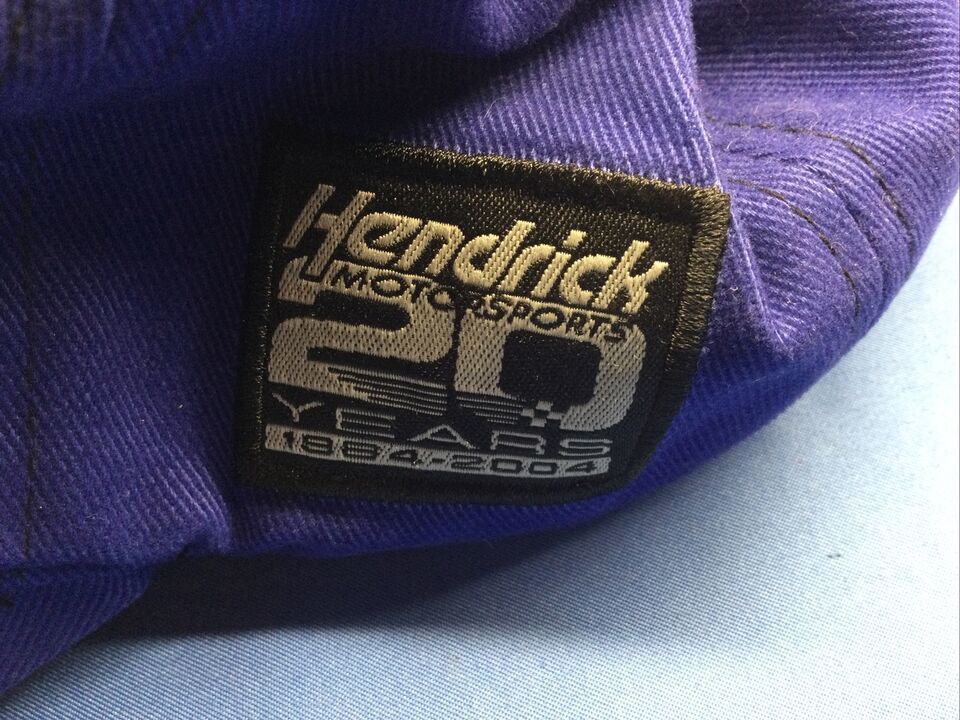 Hendrick
MOTORSPORTS
20
YEARS
1984-2004